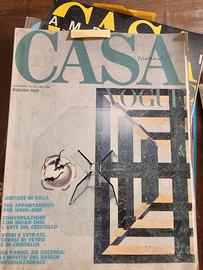 CASA
VOGUE
ABITARE IN VILLA
TRE APPARTAMENTI
PER WEEK-END
CONVERSAZIONI
CON BRIAN ENO:
L'ARTE DEL CRISTALLO
VETRI E VETRATE,
TAVOLI DI VETRO
E DI CRISTALLO
DA PARIGI, DA COLONIA:
LE NOVITA' DEL DESIGN
INTERNAZIONALE